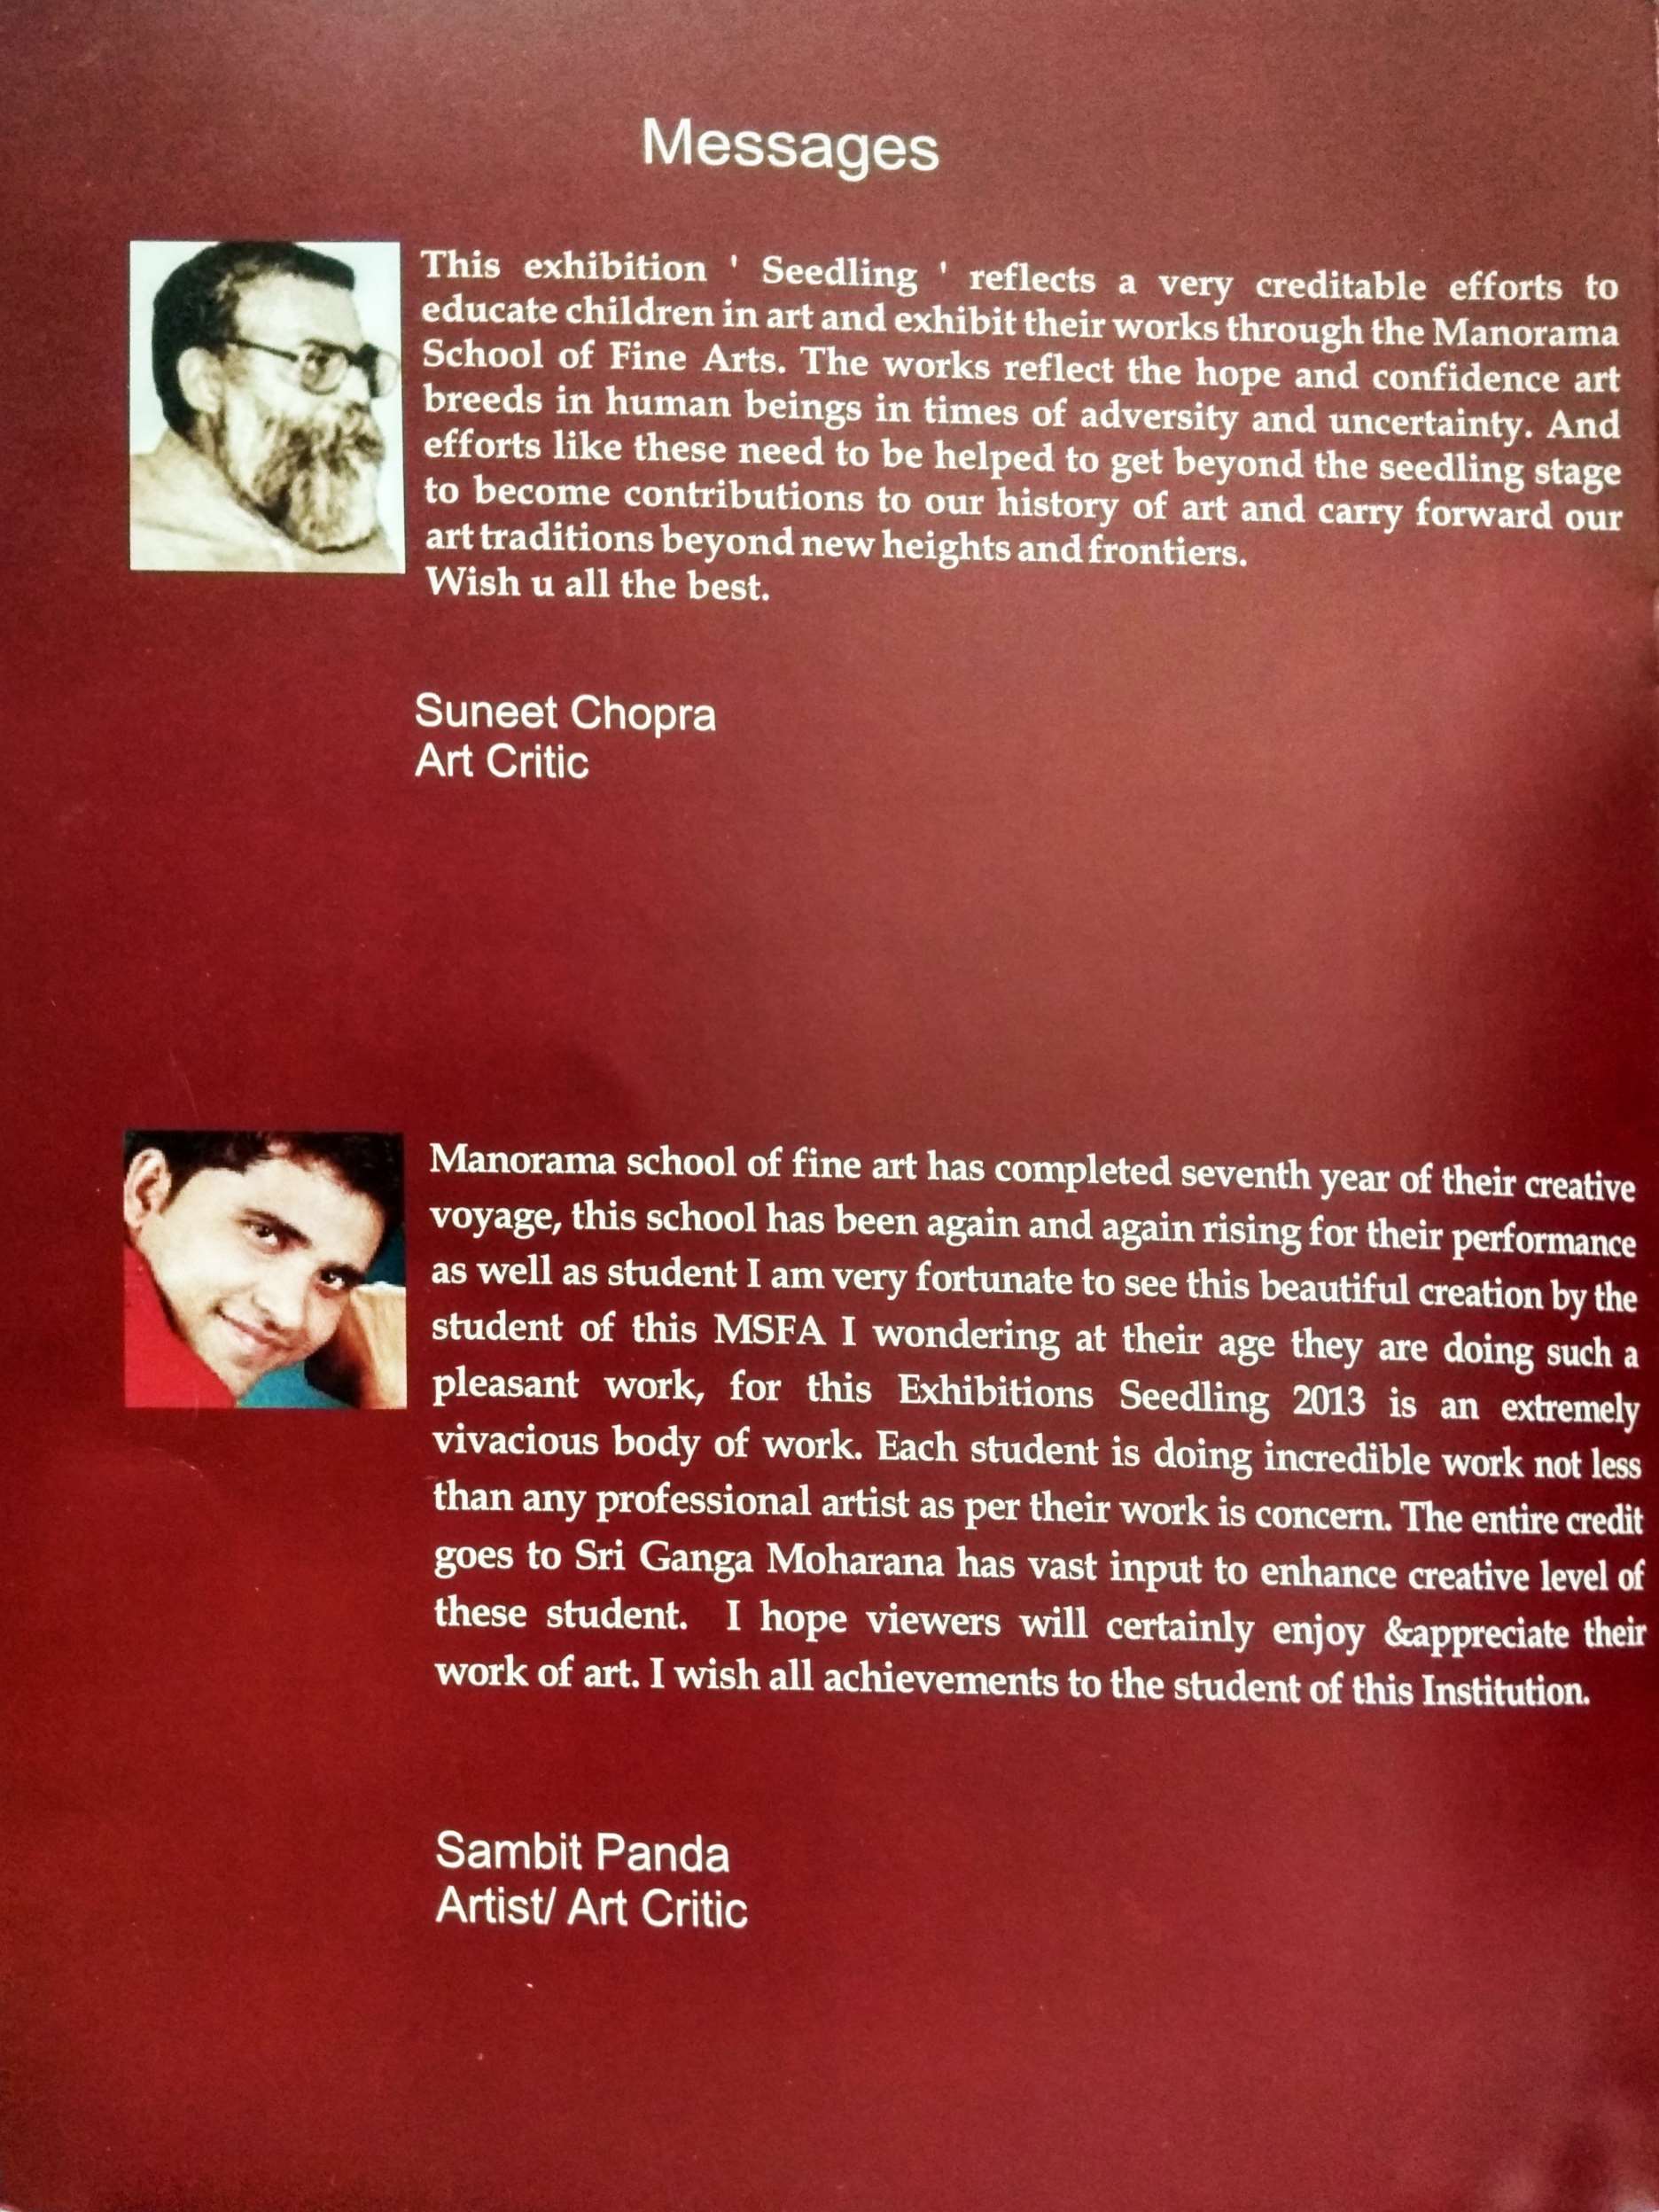 Messages
This exhibition ' Seedling ' reflects a very creditable efforts to
educate children in art and exhibit their works through the Manorama
School of Fine Arts. The works reflect the hope and confidence art
breeds in human beings in times of adversity and uncertainty. And
efforts like these need to be helped to get beyond the seedling stage
to become contributions to our history of art and carry forward our
art traditions beyond new heights and frontiers.
Wish u all the best.
Suneet Chopra
Art Critic
Manorama school of fine art has completed seventh year of their creative
voyage, this school has been again and again rising for their performance
as well as student I am very fortunate to see this beautiful creation by the
student of this MSFA I wondering at their age they are doing such a
pleasant work, for this Exhibitions Seedling 2013 is an extremely
vivacious body of work. Each student is doing incredible work not less
than any professional artist as per their work is concern. The entire credit
goes to Sri Ganga Moharana has vast input to enhance creative level of
these student. I hope viewers will certainly enjoy &appreciate their
work of art. I wish all achievements to the student of this Institution.
Sambit Panda
Artist/ Art Critic